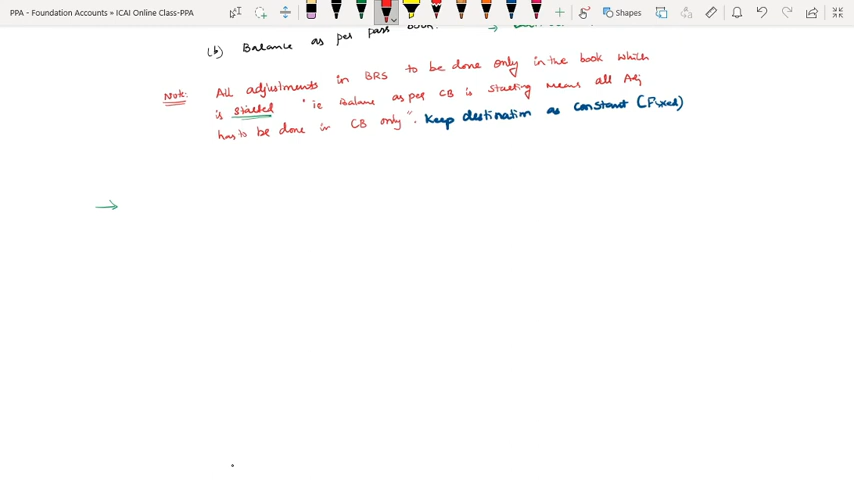 PPA - Foundation Accounts » ICAI Online Class-PPA
Shapes
(b) Balance as per pass book.
Note: All adjustments in BRS to be done only in the book which
is started " ie Balane as per CB is starting means all Adj
has to be done in CB only". Keep destination as constant (Fixed)